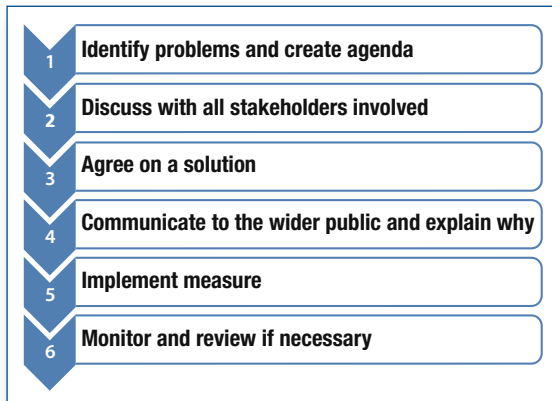 1 Identify problems and create agenda
2 Discuss with all stakeholders involved
3 Agree on a solution
4 Communicate to the wider public and explain why
5 Implement measure
6 Monitor and review if necessary